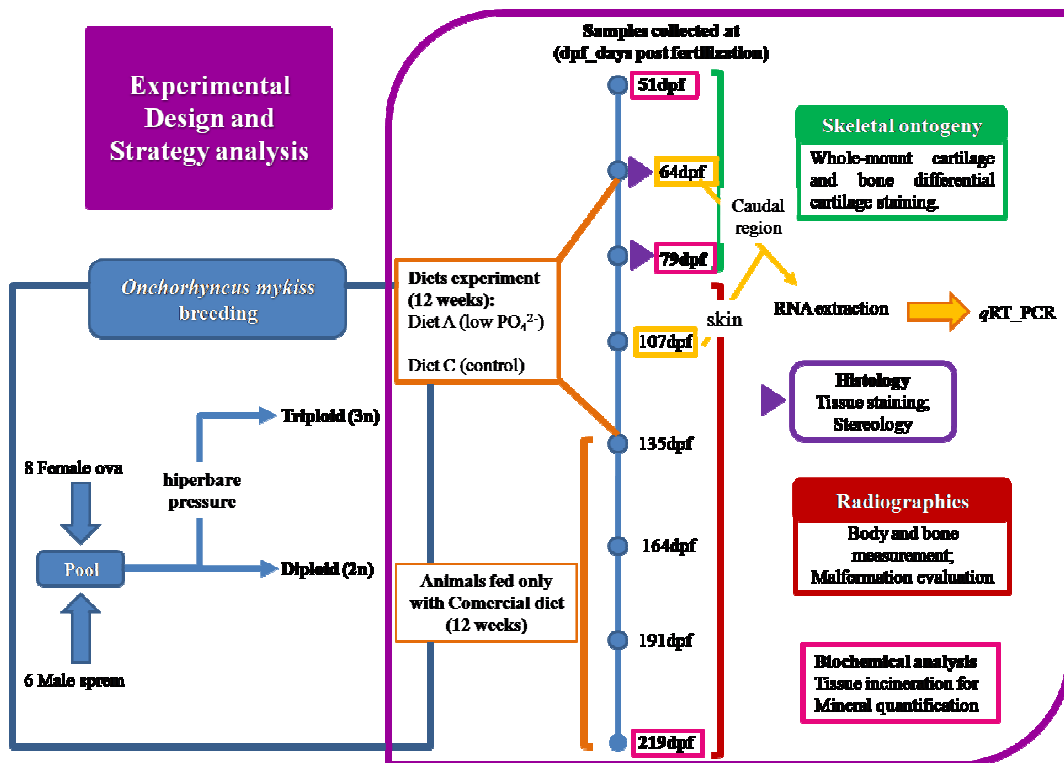 Experimental
Design and
Strategy analysis
Onchorhyncus mykiss
breeding
8 Female ova
Pool
6 Male sprem
hiperbare
pressure
Triploid (3n)
Diploid (2n)
Samples collected at
(dpf_days post fertilization)
51dpf
64dpf
79dpf
107dpf
135dpf
164dpf
191dpf
219dpf
Diets experiment
(12 weeks):
Diet A (low PO₄²⁻)
Diet C (control)
Animals fed only
with Comercial diet
(12 weeks)
Caudal
region
skin
RNA extraction
qRT_PCR
Skeletal ontogeny
Whole-mount cartilage
and bone differential
cartilage staining.
Histology
Tissue staining;
Stereology
Radiographies
Body and bone
measurement;
Malformation evaluation
Biochemical analysis
Tissue incineration for
Mineral quantification